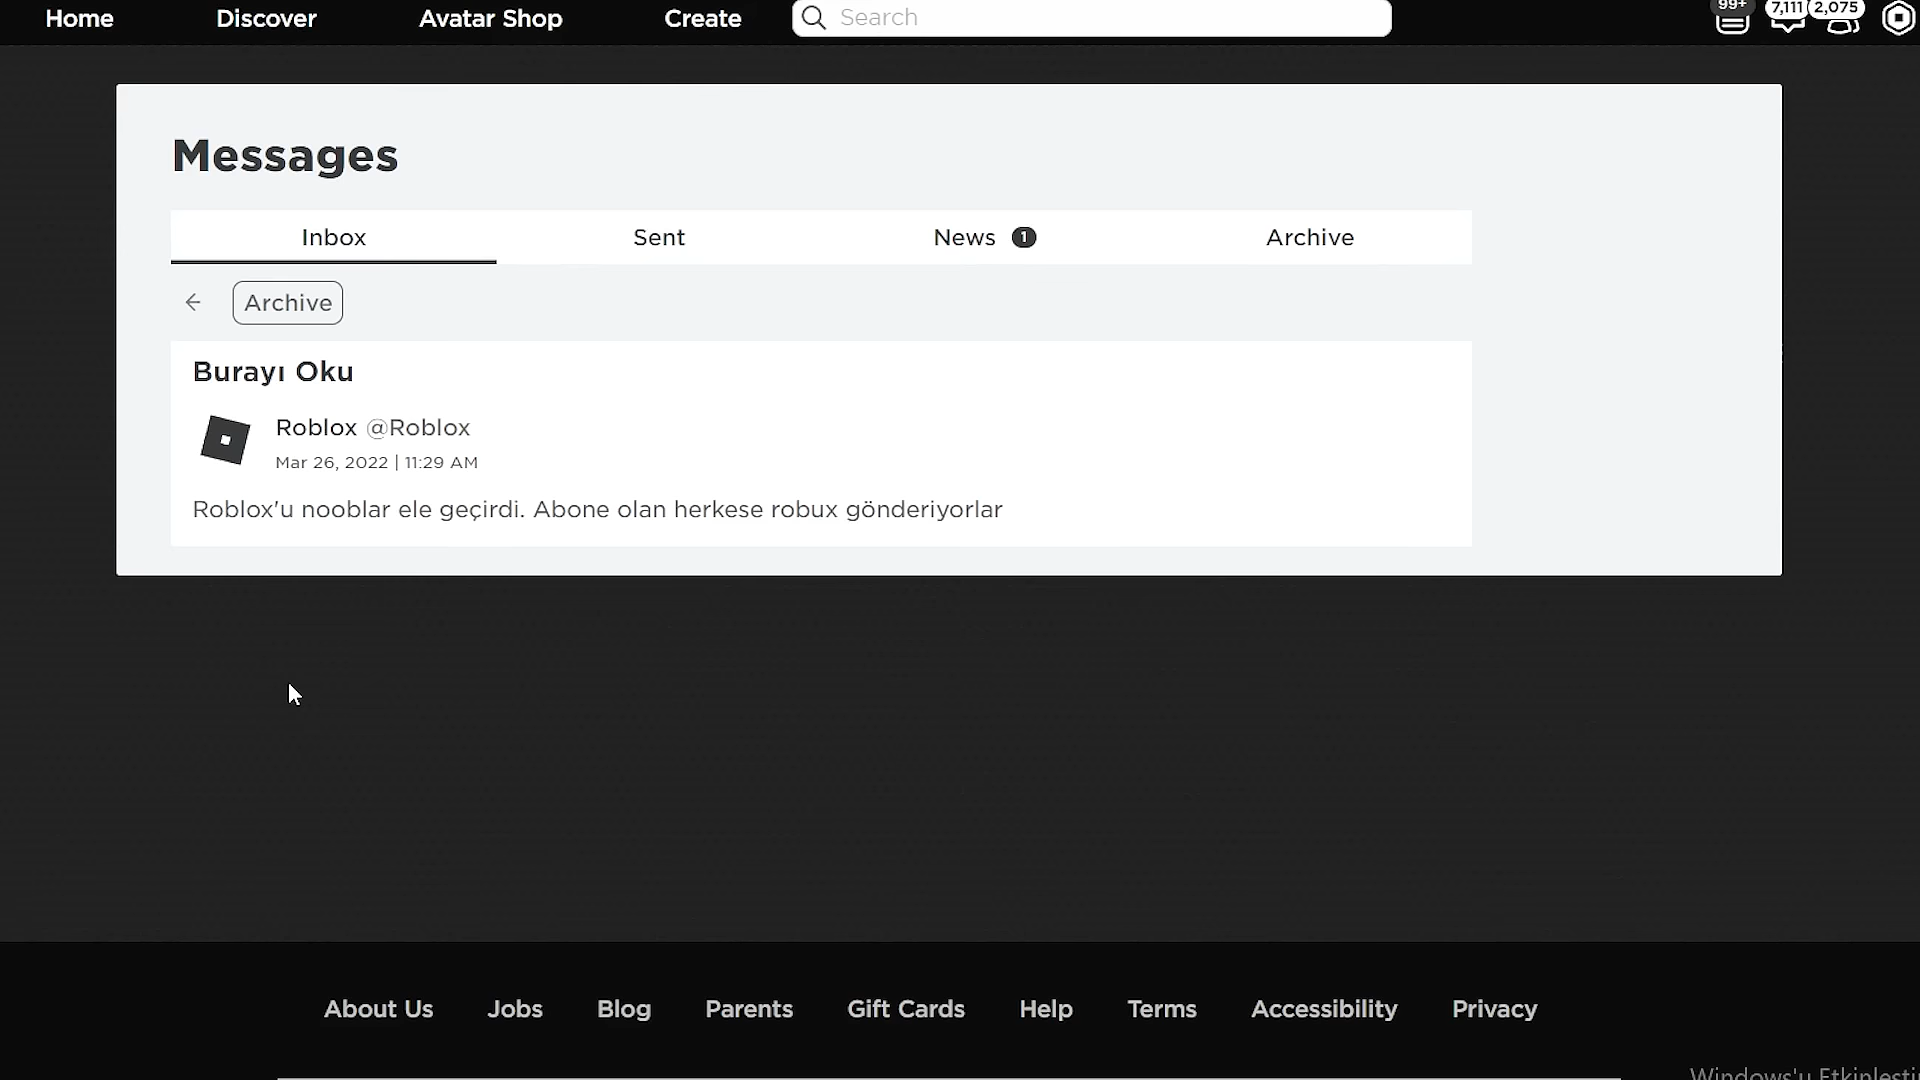 Home Discover Avatar Shop Create Search 99+ 7,111 2,075
Messages
Inbox Sent News 1 Archive
Archive
Burayı Oku
Roblox @Roblox
Mar 26, 2022 | 11:29 AM
Roblox'u nooblar ele geçirdi. Abone olan herkese robux gönderiyorlar
About Us Jobs Blog Parents Gift Cards Help Terms Accessibility Privacy
Windows'u